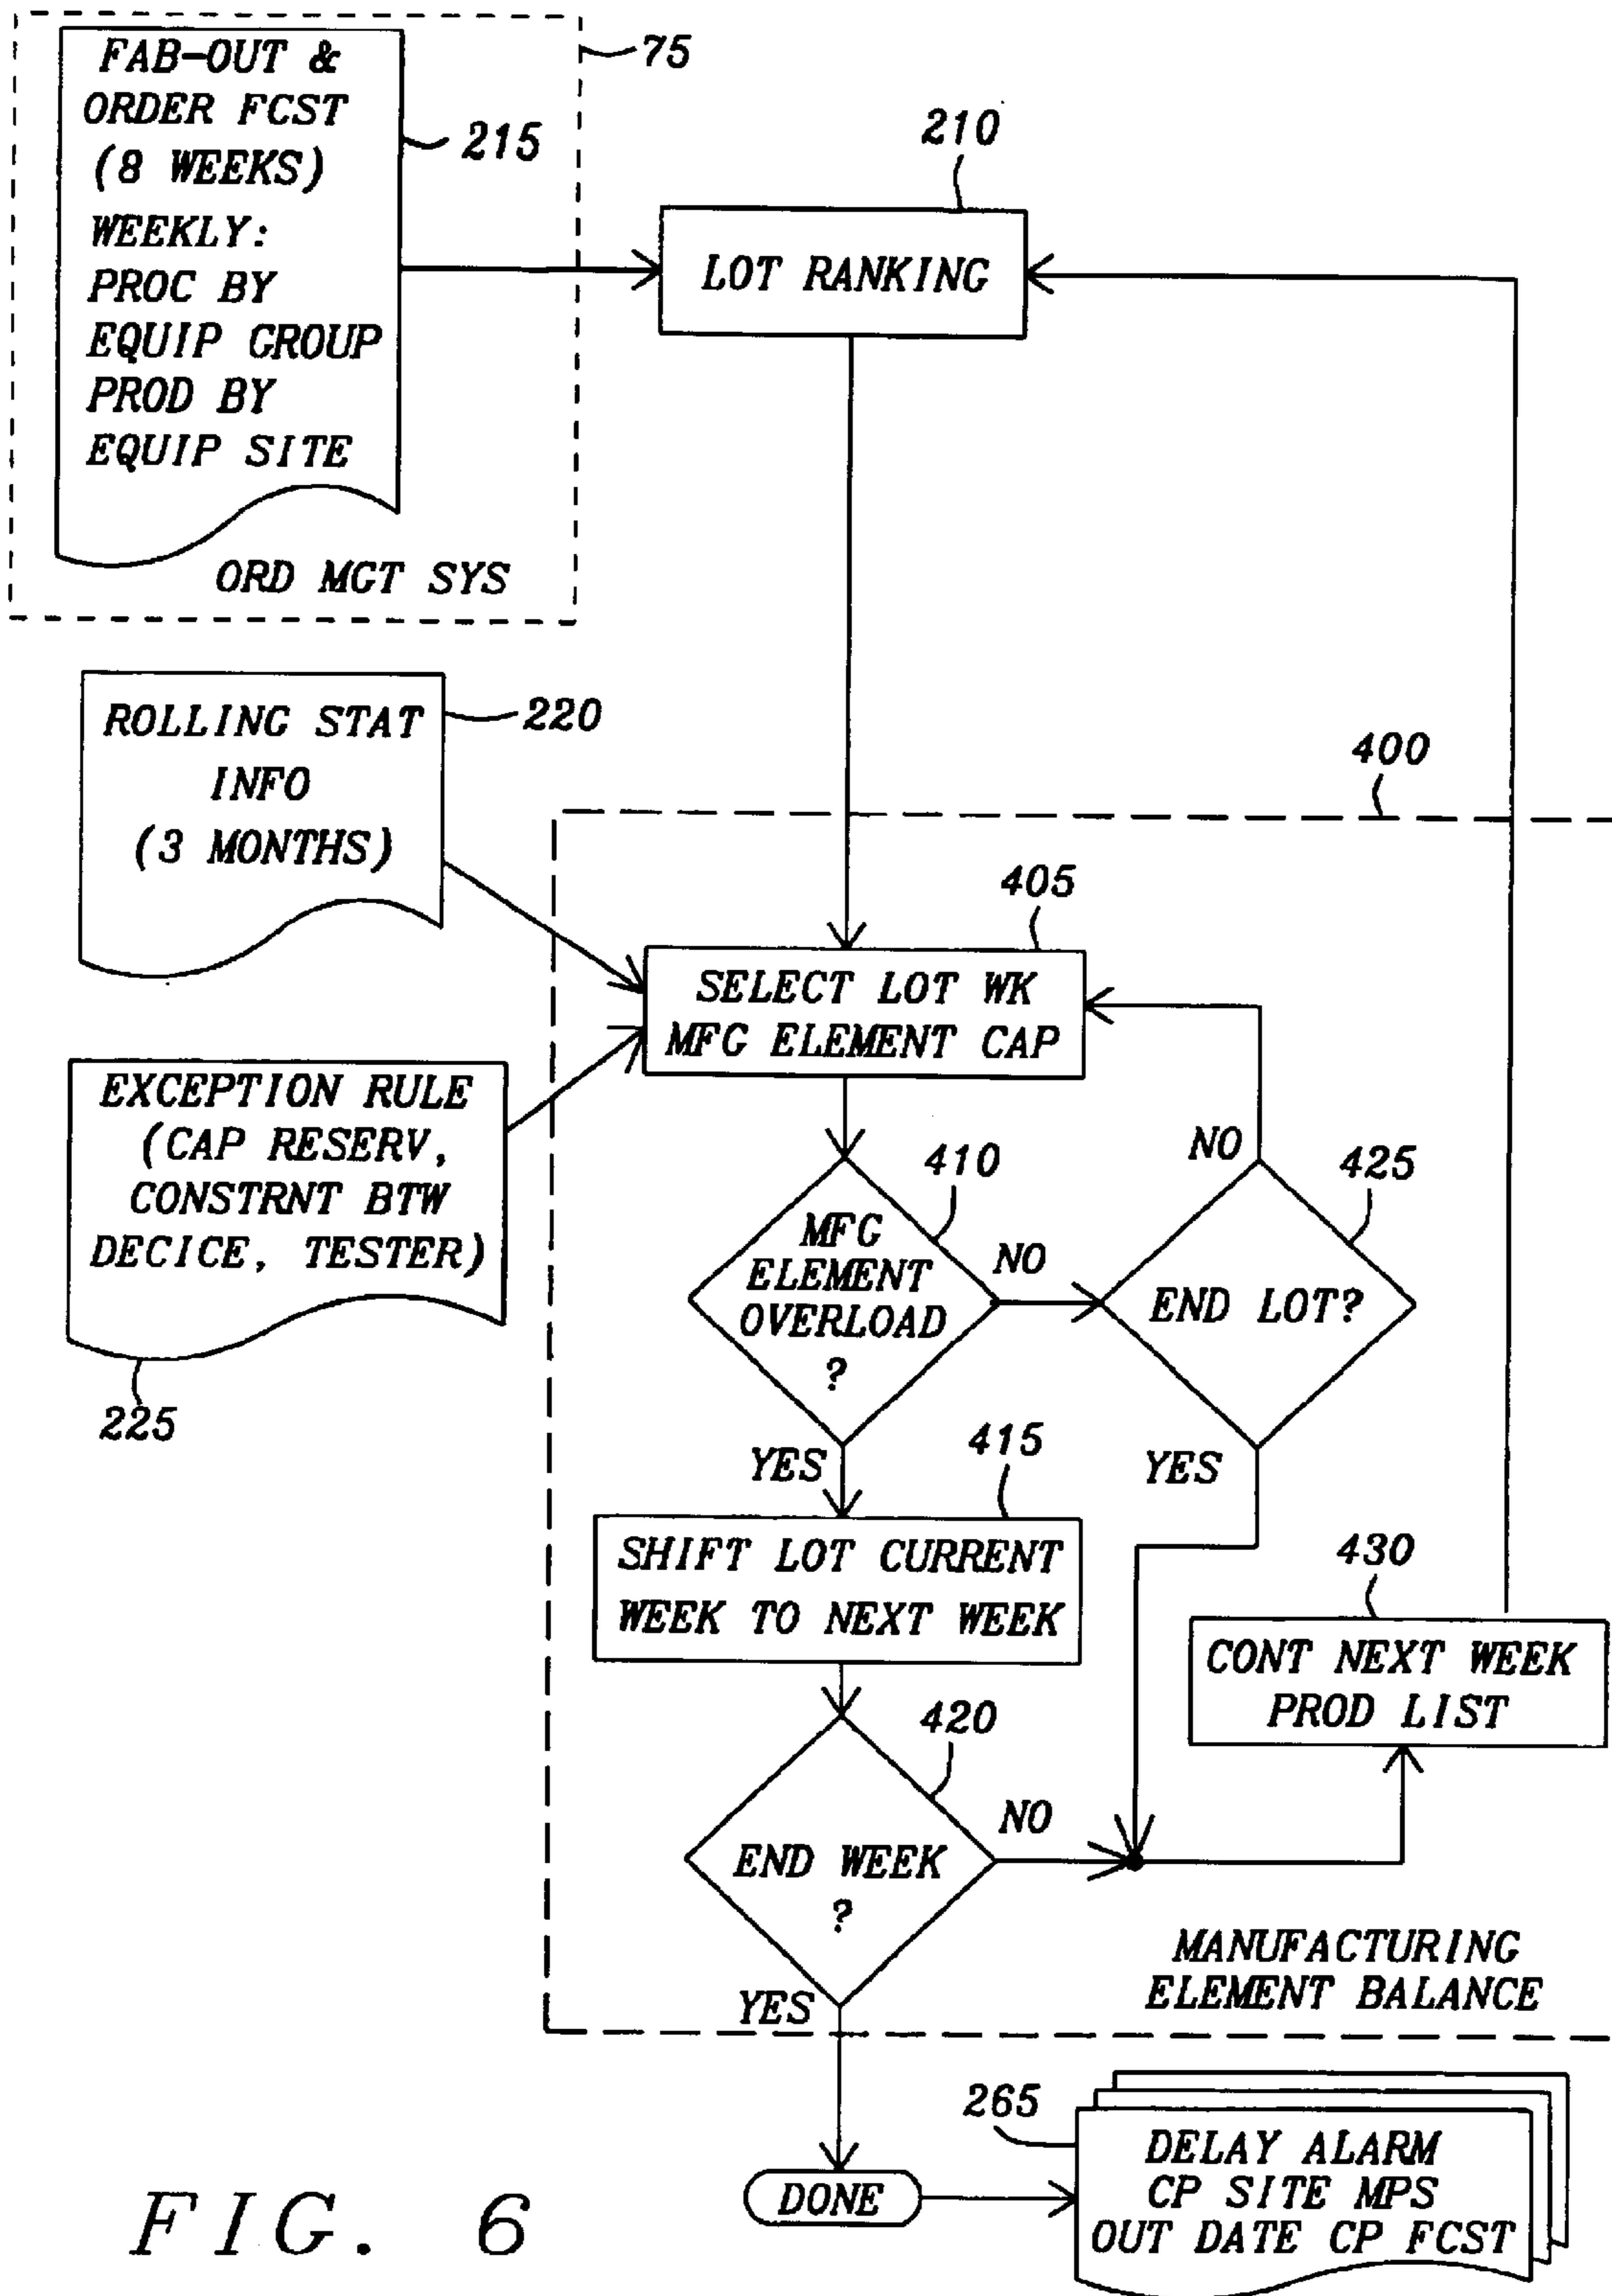 FAB-OUT &
ORDER FCST
(8 WEEKS)
WEEKLY:
PROC BY
EQUIP GROUP
PROD BY
EQUIP SITE
ORD MGT SYS
75
215
210
LOT RANKING
ROLLING STAT
INFO
(3 MONTHS)
220
400
405
SELECT LOT WK
MFG ELEMENT CAP
EXCEPTION RULE
(CAP RESERV,
CONSTRNT BTW
DECICE, TESTER)
225
410
MFG
ELEMENT
OVERLOAD
?
NO
NO
425
END LOT?
YES
415
YES
SHIFT LOT CURRENT
WEEK TO NEXT WEEK
430
CONT NEXT WEEK
PROD LIST
420
END WEEK
?
NO
YES
MANUFACTURING
ELEMENT BALANCE
DONE
265
DELAY ALARM
CP SITE MPS
OUT DATE CP FCST
FIG. 6